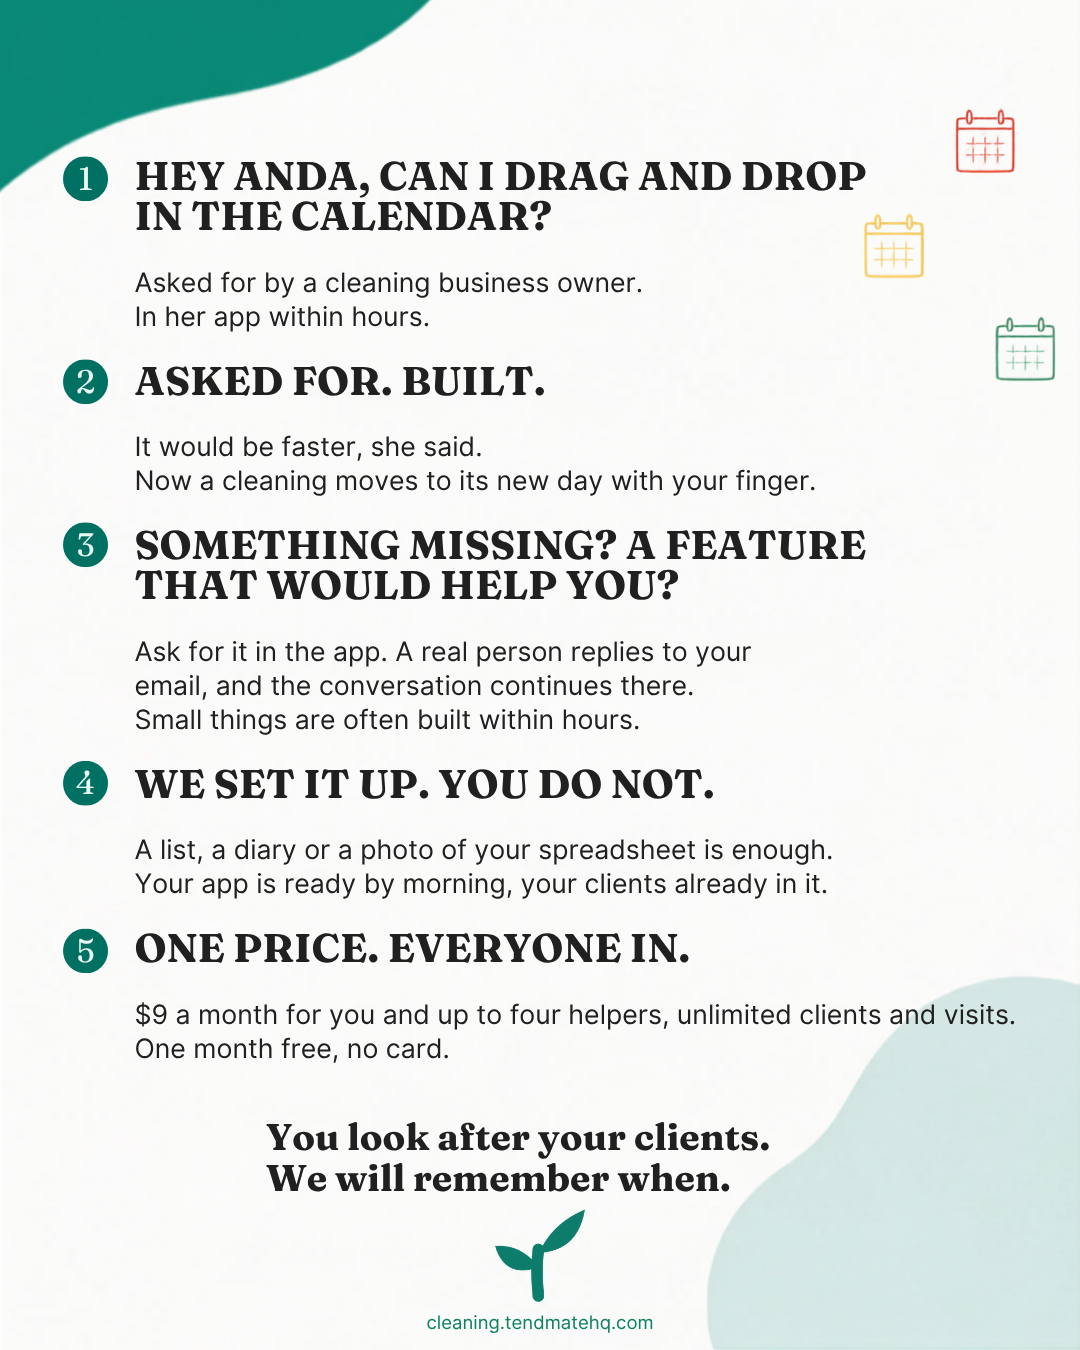 1 HEY ANDA, CAN I DRAG AND DROP
IN THE CALENDAR?
Asked for by a cleaning business owner.
In her app within hours.
2 ASKED FOR. BUILT.
It would be faster, she said.
Now a cleaning moves to its new day with your finger.
3 SOMETHING MISSING? A FEATURE
THAT WOULD HELP YOU?
Ask for it in the app. A real person replies to your
email, and the conversation continues there.
Small things are often built within hours.
4 WE SET IT UP. YOU DO NOT.
A list, a diary or a photo of your spreadsheet is enough.
Your app is ready by morning, your clients already in it.
5 ONE PRICE. EVERYONE IN.
$9 a month for you and up to four helpers, unlimited clients and visits.
One month free, no card.
You look after your clients.
We will remember when.
cleaning.tendmatehq.com